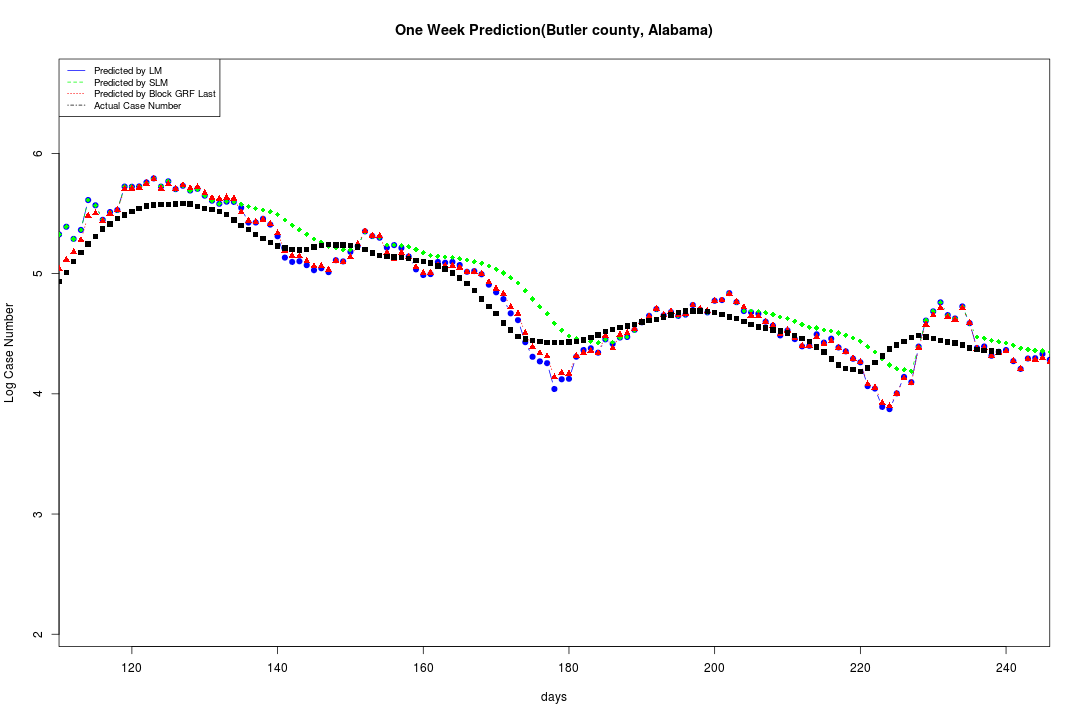 One Week Prediction(Butler county, Alabama)
Predicted by LM
Predicted by SLM
Predicted by Block GRF Last
Actual Case Number
6
5
4
3
2
Log Case Number
120 140 160 180 200 220 240
days